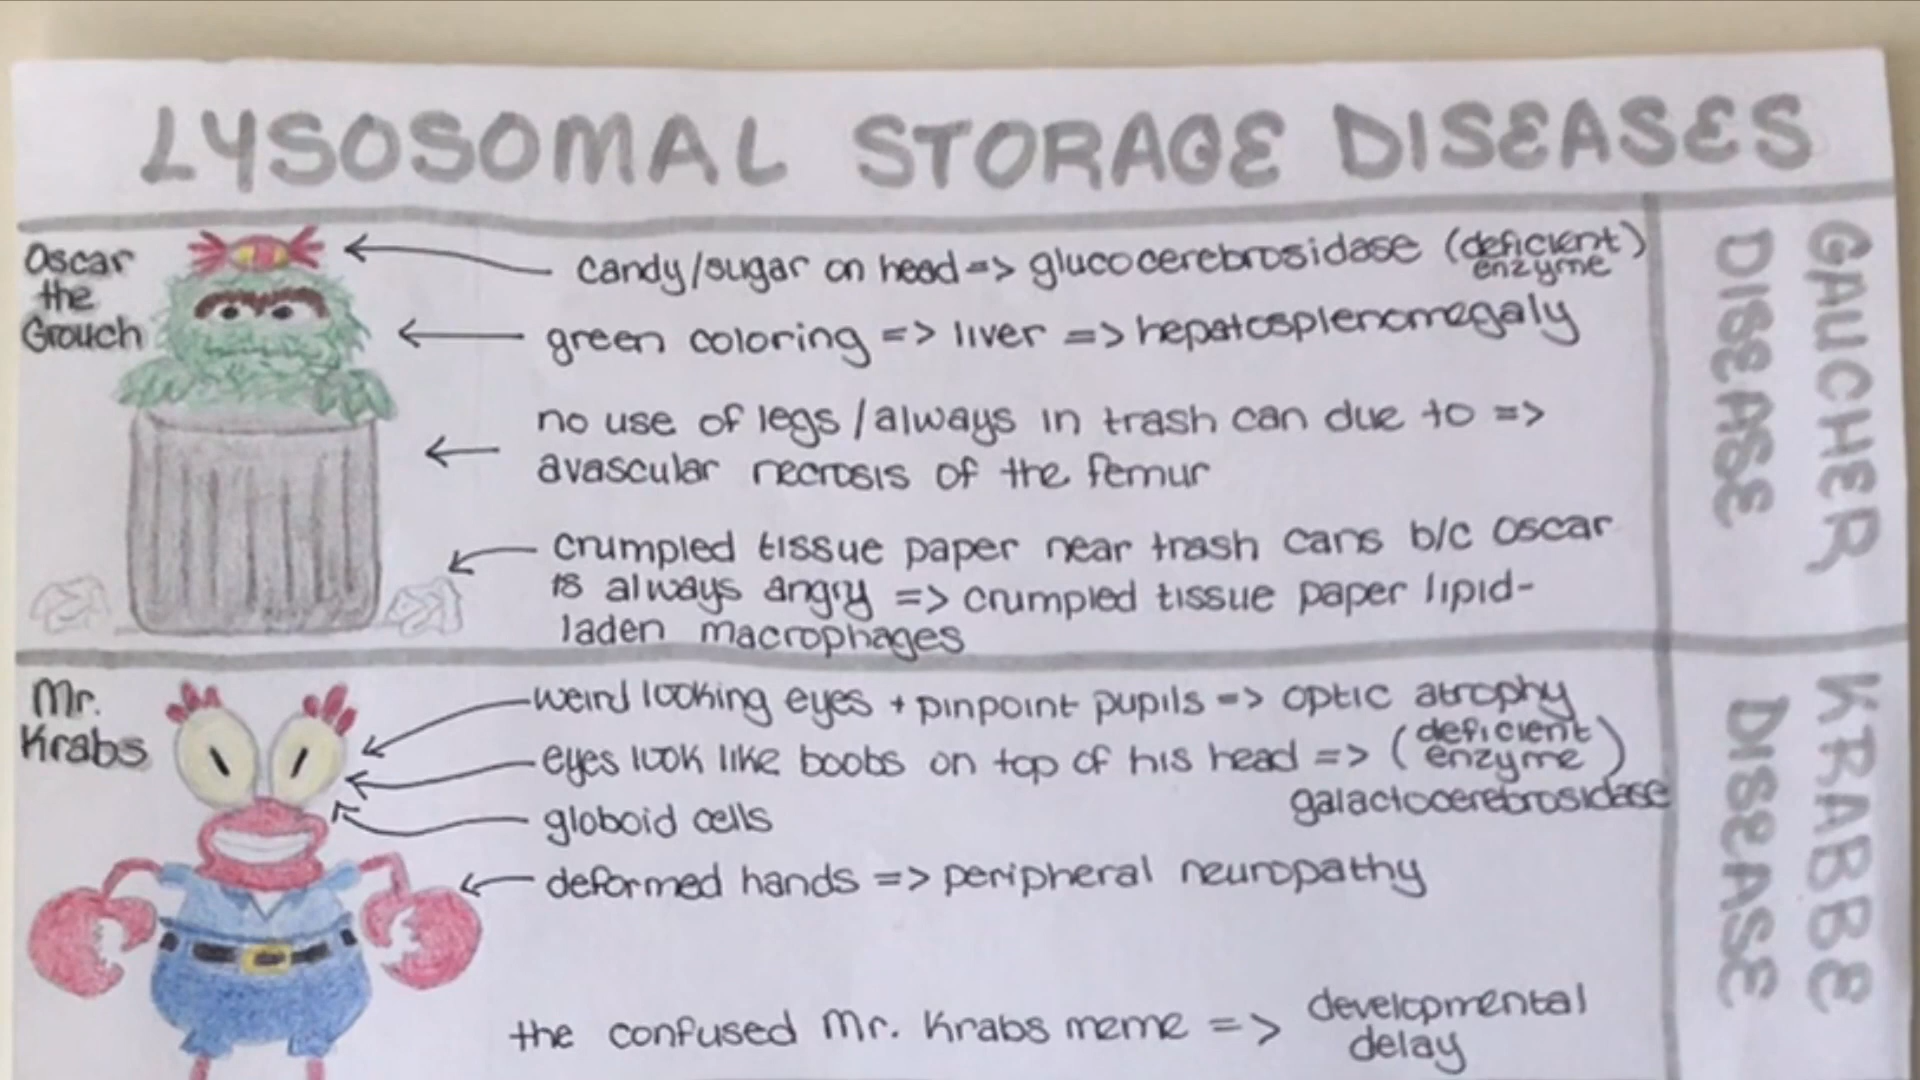 LYSOSOMAL STORAGE DISEASES
Oscar
the
Grouch
candy/sugar on head => glucocerebrosidase (deficient enzyme)
green coloring => liver => hepatosplenomegaly
no use of legs / always in trash can due to =>
avascular necrosis of the femur
crumpled tissue paper near trash cans b/c oscar
is always angry => crumpled tissue paper lipid-
laden macrophages
GAUCHER
DISEASE
Mr.
Krabs
weird looking eyes + pinpoint pupils => optic atrophy
eyes look like boobs on top of his head => (deficient enzyme)
galactocerebrosidase
globoid cells
deformed hands => peripheral neuropathy
the confused Mr. Krabs meme => developmental
delay
KRABBE
DISEASE